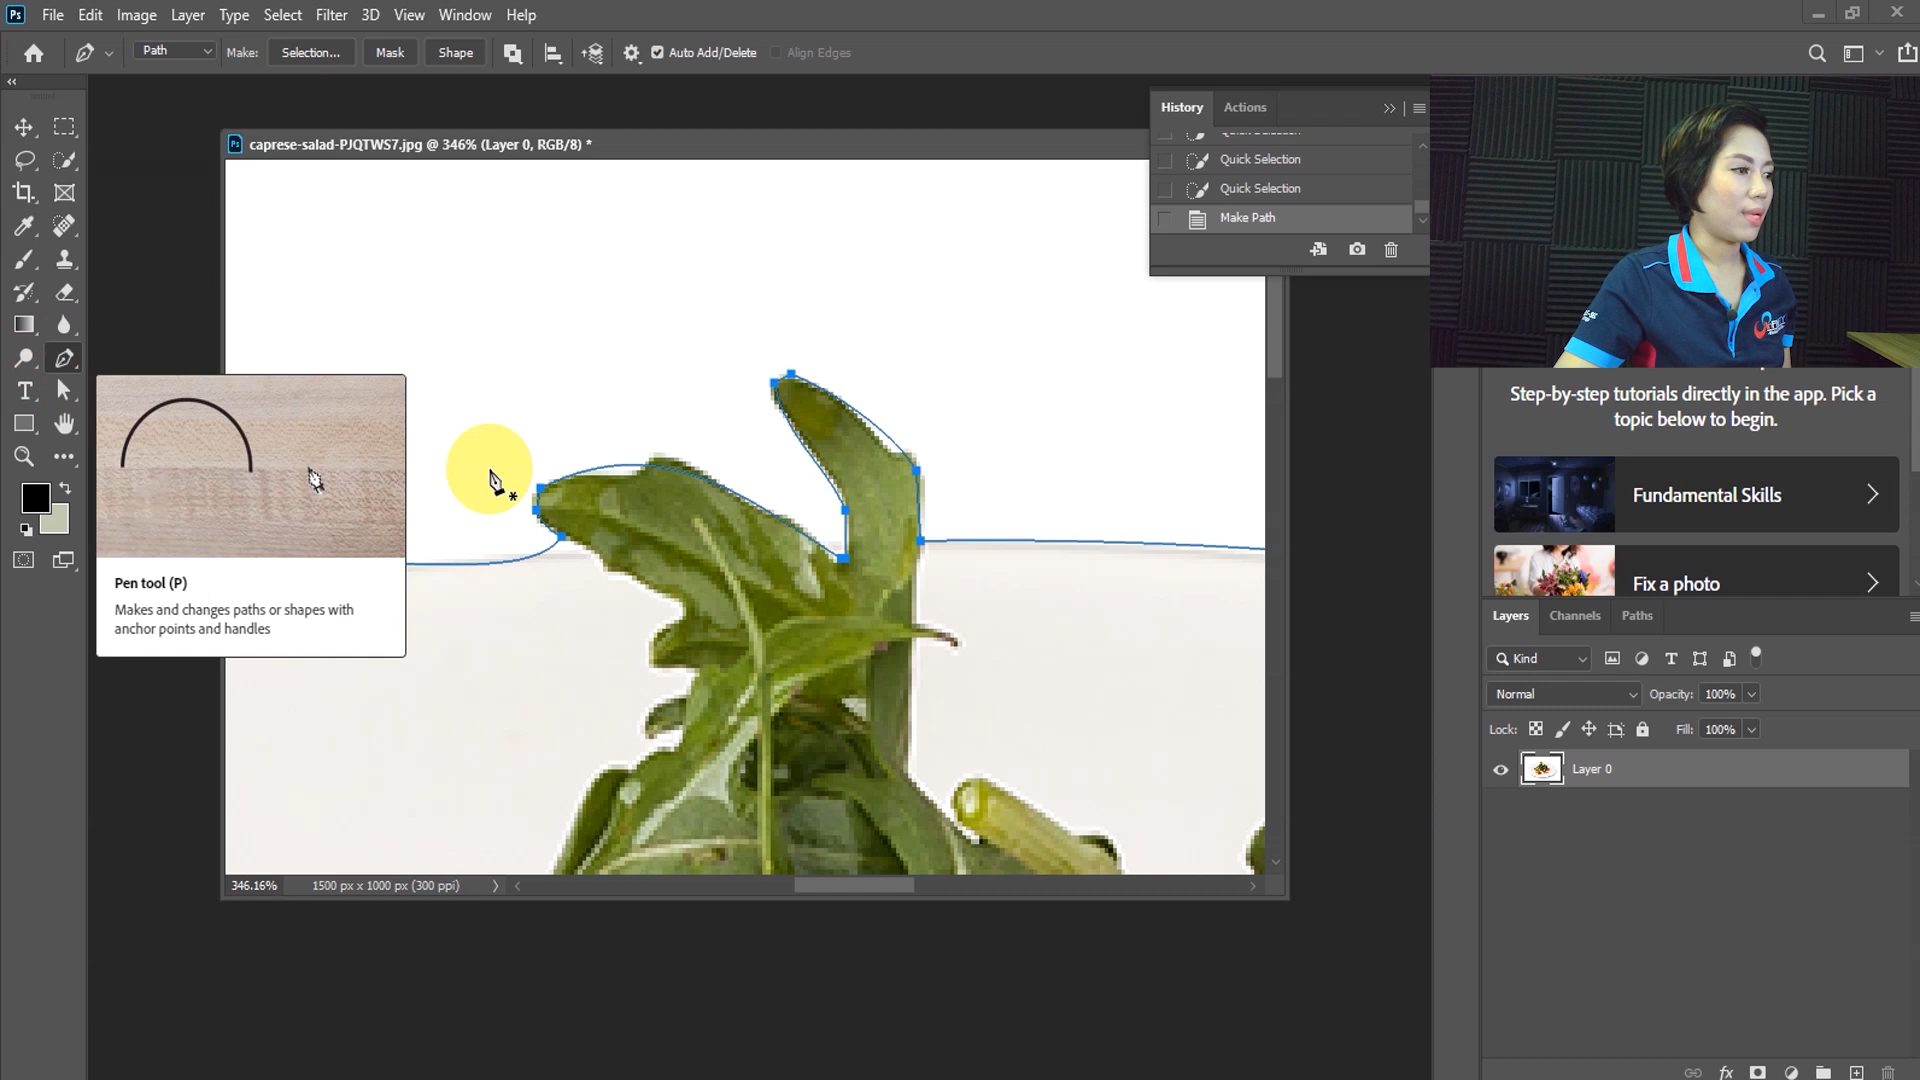 Ps File Edit Image Layer Type Select Filter 3D View Window Help
Path Make: Selection... Mask Shape Auto Add/Delete Align Edges
Ps caprese-salad-PJQTWS7.jpg @ 346% (Layer 0, RGB/8) *
History Actions
Quick Selection
Quick Selection
Quick Selection
Make Path
Pen tool (P)
Makes and changes paths or shapes with
anchor points and handles
Step-by-step tutorials directly in the app. Pick a
topic below to begin.
Fundamental Skills
Fix a photo
Layers Channels Paths
Kind
Normal Opacity: 100%
Lock: Fill: 100%
Layer 0
346.16% 1500 px x 1000 px (300 ppi)